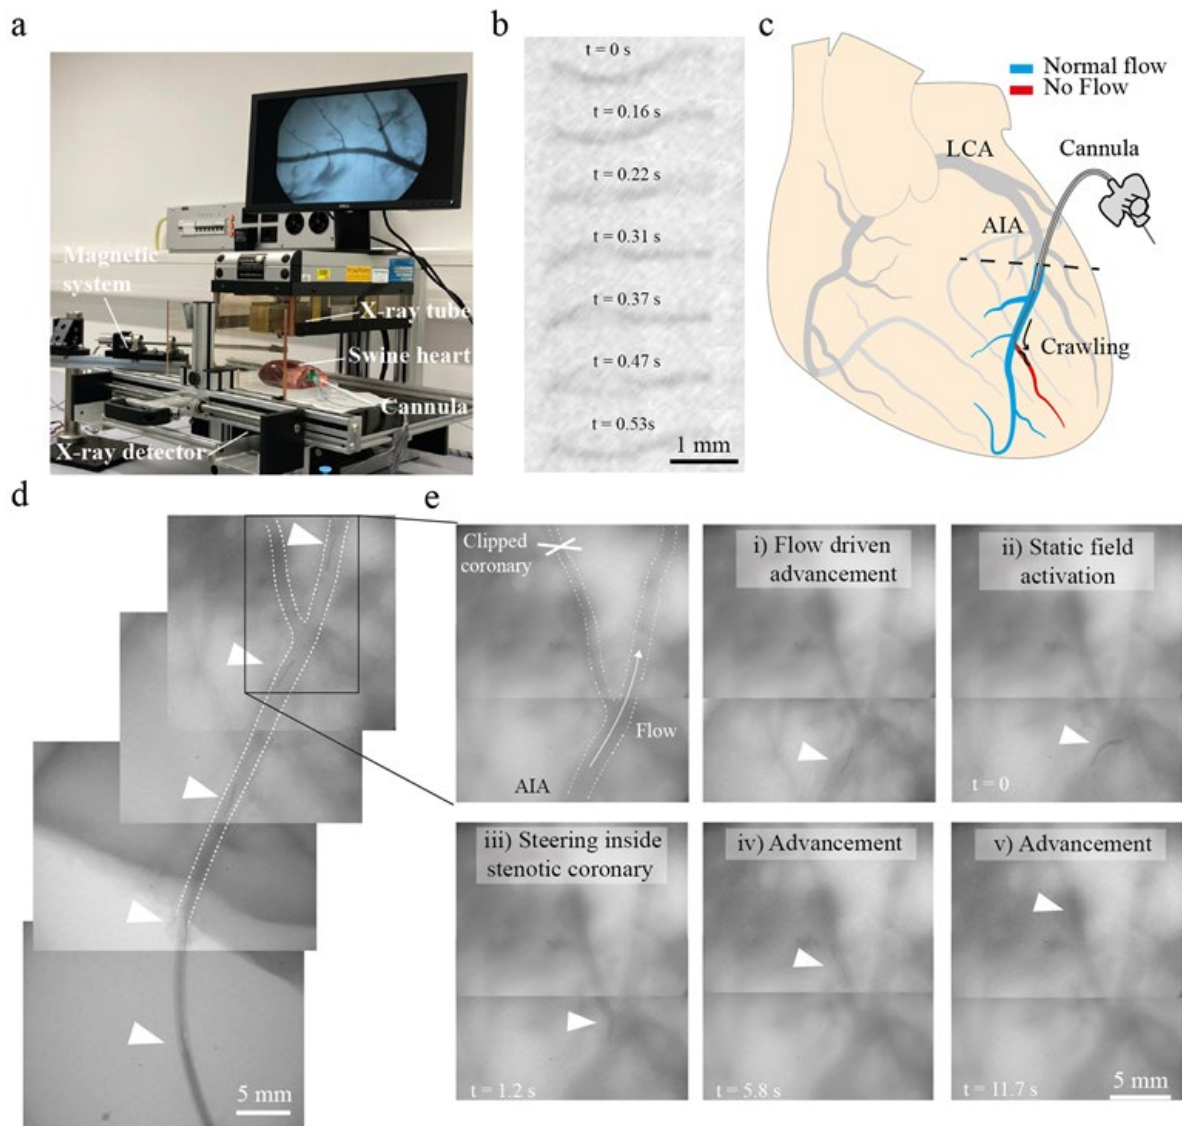 a
Magnetic
system
X-ray tube
Swine heart
Cannula
X-ray detector
b
t = 0 s
t = 0.16 s
t = 0.22 s
t = 0.31 s
t = 0.37 s
t = 0.47 s
t = 0.53s
1 mm
c
Normal flow
No Flow
LCA
Cannula
AIA
Crawling
d
5 mm
e
Clipped
coronary
Flow
AIA
i) Flow driven
advancement
ii) Static field
activation
t = 0
iii) Steering inside
stenotic coronary
t = 1.2 s
iv) Advancement
t = 5.8 s
v) Advancement
t = 11.7 s
5 mm